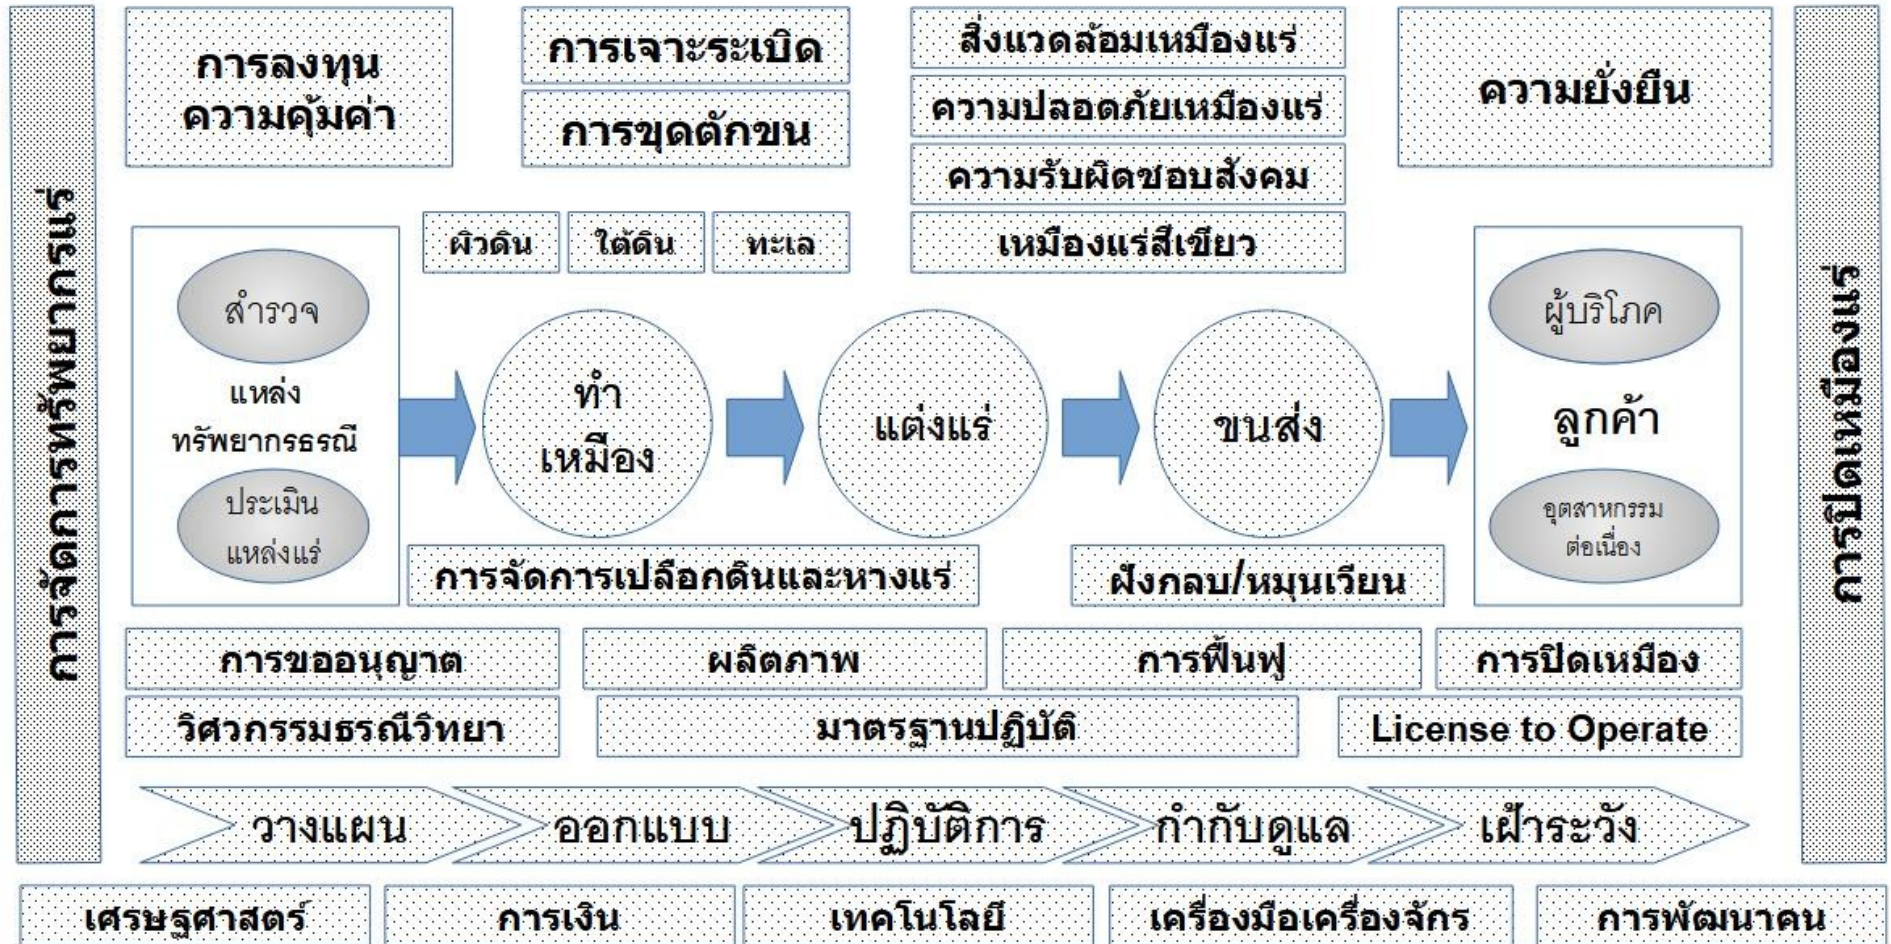 การจัดการทรัพยากรแร่
การลงทุน
ความคุ้มค่า
การเจาะระเบิด
การขุดตักขน
สิ่งแวดล้อมเหมืองแร่
ความปลอดภัยเหมืองแร่
ความรับผิดชอบสังคม
เหมืองแร่สีเขียว
ความยั่งยืน
ผิวดิน
ใต้ดิน
ทะเล
สำรวจ
แหล่ง
ทรัพยากรธรณี
ประเมิน
แหล่งแร่
ทำ
เหมือง
แต่งแร่
ขนส่ง
ผู้บริโภค
ลูกค้า
อุตสาหกรรม
ต่อเนื่อง
การจัดการเปลือกดินและหางแร่
ฝังกลบ/หมุนเวียน
การขออนุญาต
ผลิตภาพ
การฟื้นฟู
การปิดเหมือง
วิศวกรรมธรณีวิทยา
มาตรฐานปฏิบัติ
License to Operate
วางแผน
ออกแบบ
ปฏิบัติการ
กำกับดูแล
เฝ้าระวัง
การปิดเหมืองแร่
เศรษฐศาสตร์
การเงิน
เทคโนโลยี
เครื่องมือเครื่องจักร
การพัฒนาคน